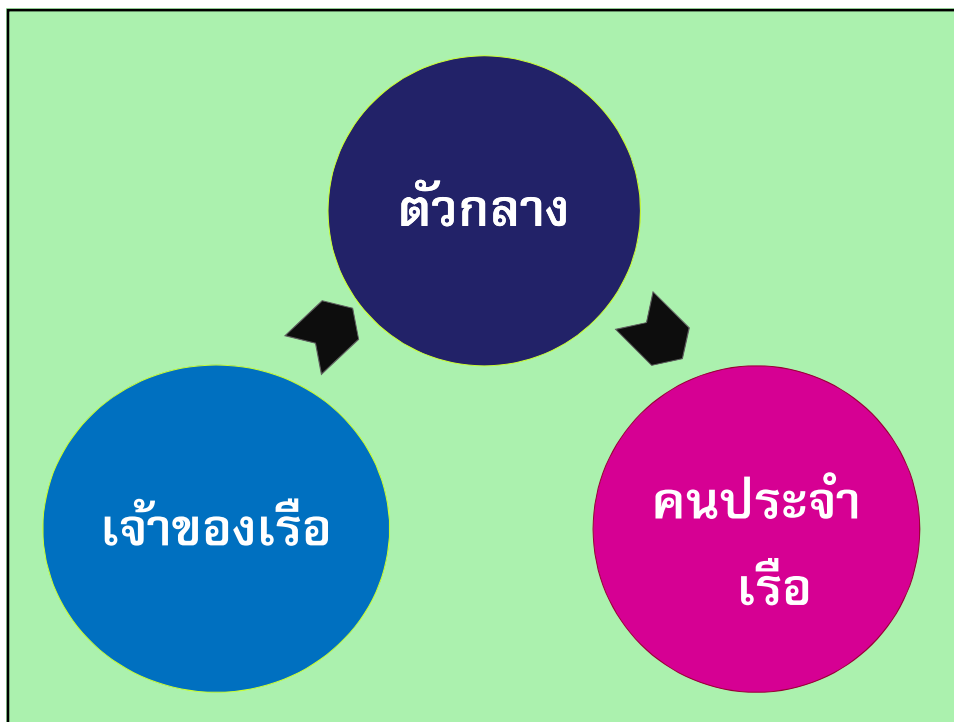 ตัวกลาง
เจ้าของเรือ
คนประจำ
เรือ